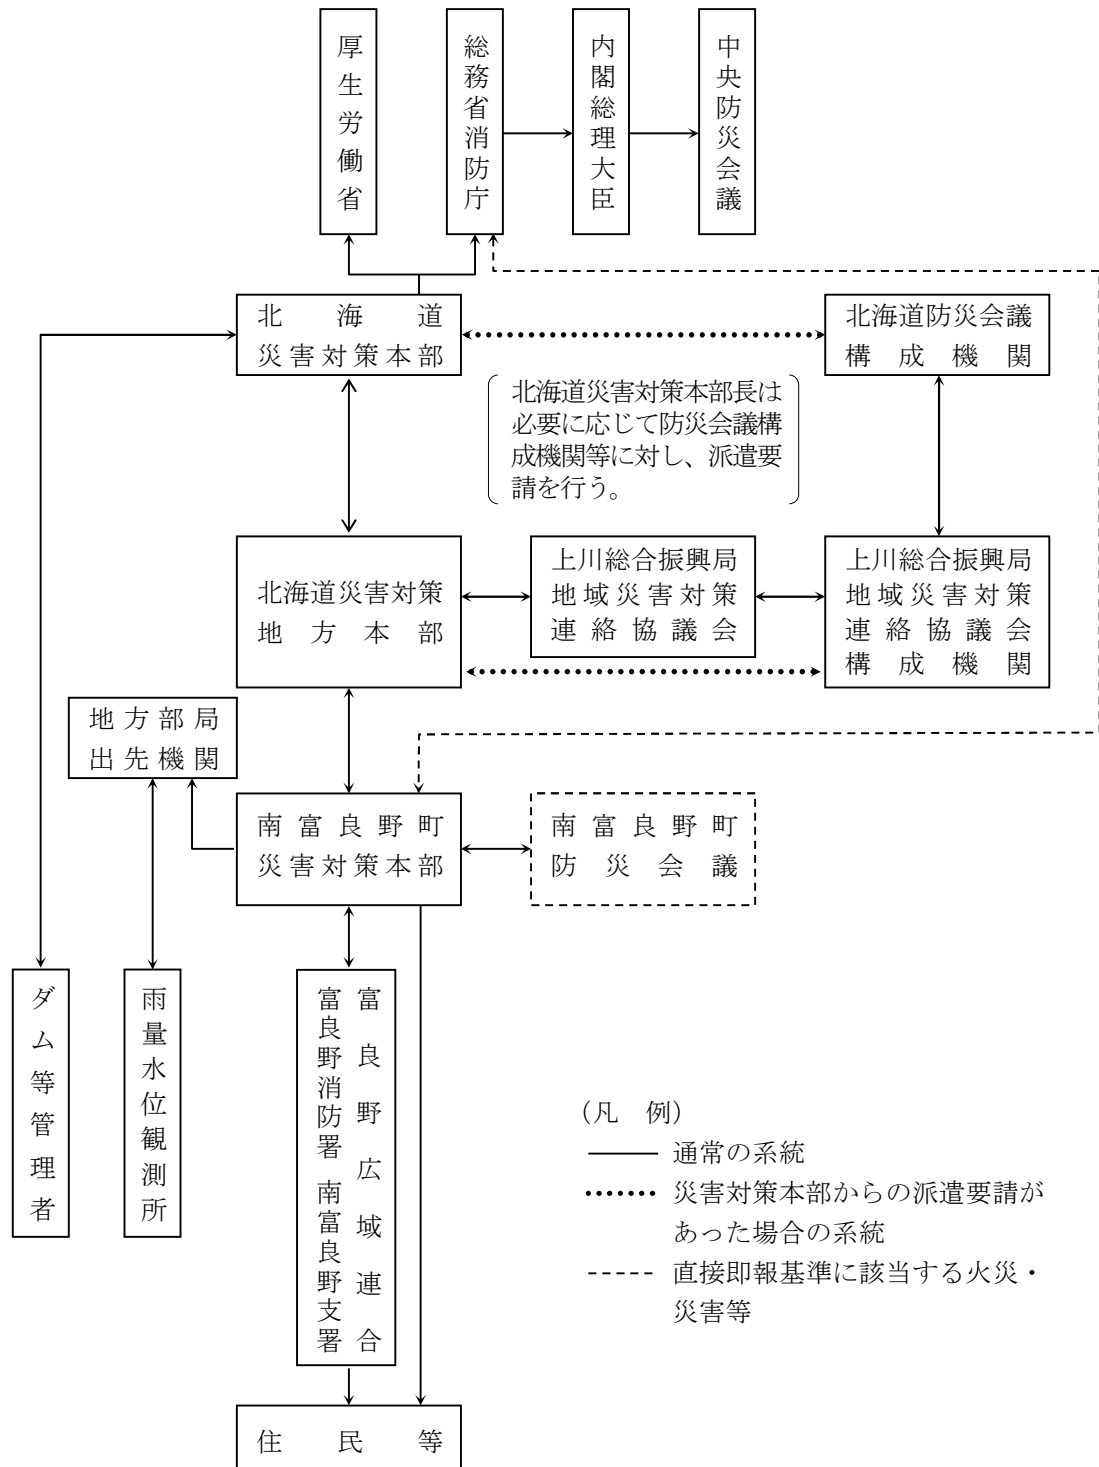 厚生労働省
総務省消防庁
内閣総理大臣
中央防災会議
北海道
災害対策本部
北海道防災会議
構成機関
北海道災害対策本部長は
必要に応じて防災会議構
成機関等に対し、派遣要
請を行う。
北海道災害対策
地方本部
上川総合振興局
地域災害対策
連絡協議会
上川総合振興局
地域災害対策
連絡協議会
構成機関
地方部局
出先機関
南富良野町
災害対策本部
南富良野町
防災会議
ダム等管理者
雨量水位観測所
富良野広域連合
富良野消防署 南富良野支署
(凡 例)
通常の系統
災害対策本部からの派遣要請が
あった場合の系統
直接即報基準に該当する火災・
災害等
住民等